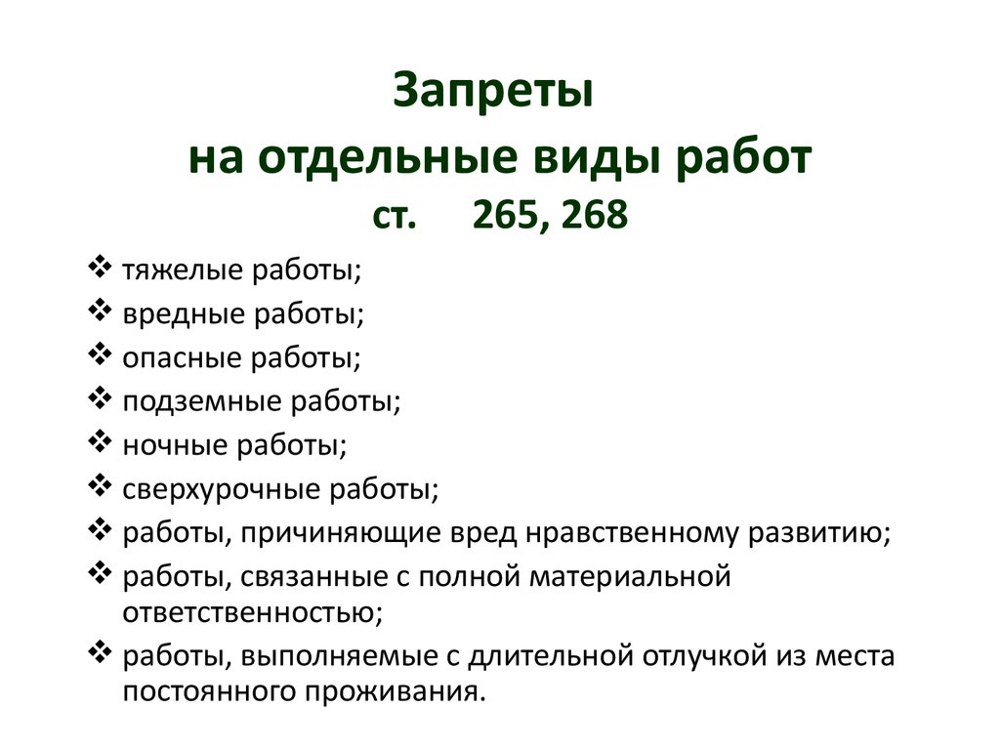 Запреты
на отдельные виды работ
ст. 265, 268
❖ тяжелые работы;
❖ вредные работы;
❖ опасные работы;
❖ подземные работы;
❖ ночные работы;
❖ сверхурочные работы;
❖ работы, причиняющие вред нравственному развитию;
❖ работы, связанные с полной материальной
ответственностью;
❖ работы, выполняемые с длительной отлучкой из места
постоянного проживания.